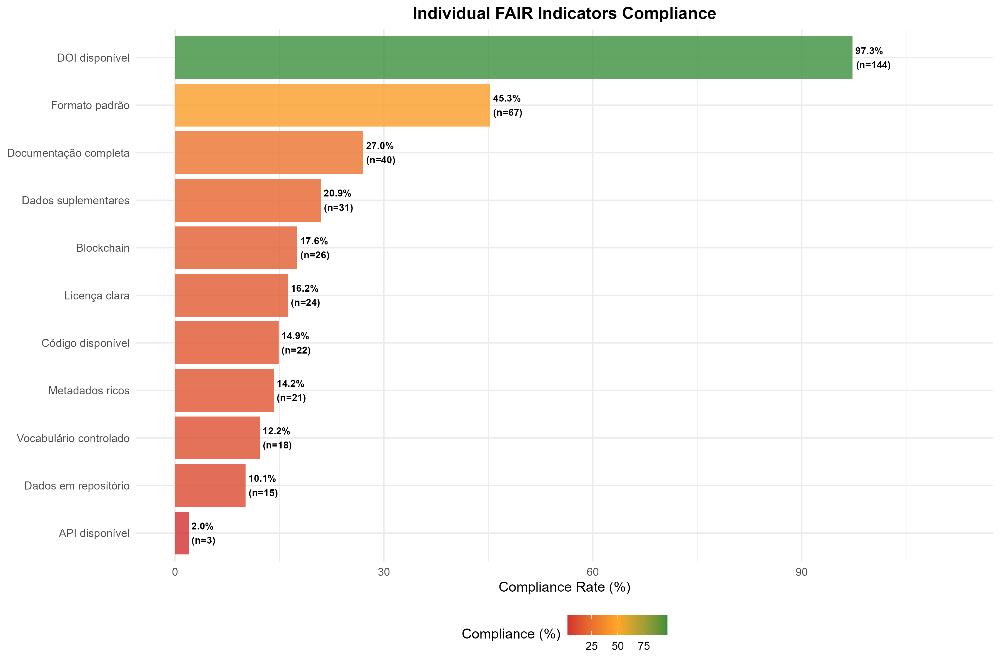 Individual FAIR Indicators Compliance
DOI disponível
97.3%
(n=144)
Formato padrão
45.3%
(n=67)
Documentação completa
27.0%
(n=40)
Dados suplementares
20.9%
(n=31)
Blockchain
17.6%
(n=26)
Licença clara
16.2%
(n=24)
Código disponível
14.9%
(n=22)
Metadados ricos
14.2%
(n=21)
Vocabulário controlado
12.2%
(n=18)
Dados em repositório
10.1%
(n=15)
API disponível
2.0%
(n=3)
0 30 60 90
Compliance Rate (%)
Compliance (%)
25 50 75